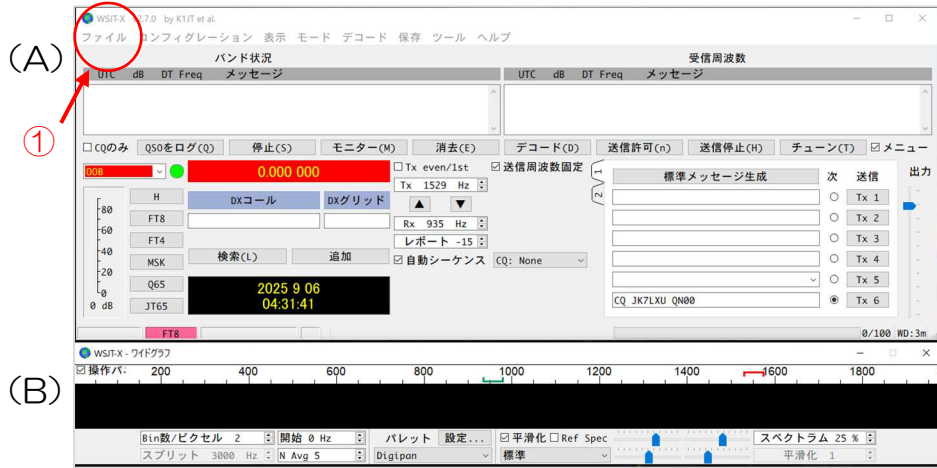 (A)
①
WSJT-X v2.7.0 by K1JT et al.
ファイル コンフィグレーション 表示 モード デコード 保存 ツール ヘルプ
バンド状況 受信周波数
UTC dB DT Freq メッセージ UTC dB DT Freq メッセージ
CQのみ QSOをログ(Q) 停止(S) モニター(M) 消去(E) デコード(D) 送信許可(n) 送信停止(H) チューン(T) メニュー
OOB 0.000 000 Tx even/1st 送信周波数固定 1 標準メッセージ生成 次 送信 出力
Tx 1529 Hz
-80 H DXコール DXグリッド 2 Tx 1
-60 FT8 Rx 935 Hz Tx 2
FT4 レポート -15 Tx 3
-40 MSK 検索(L) 追加 自動シーケンス CQ: None Tx 4
-20 Q65 2025 9 06 Tx 5
-0
0 dB JT65 04:31:41 CQ JK7LXU QN00 Tx 6
FT8 0/100 WD:3m
(B)
WSJT-X - ワイドグラフ
操作パ: 200 400 600 800 1000 1200 1400 1600 1800
Bin数/ピクセル 2 開始 0 Hz パレット 設定... 平滑化 Ref Spec スペクトラム 25 %
スプリット 3000 Hz N Avg 5 Digipan 標準 平滑化 1